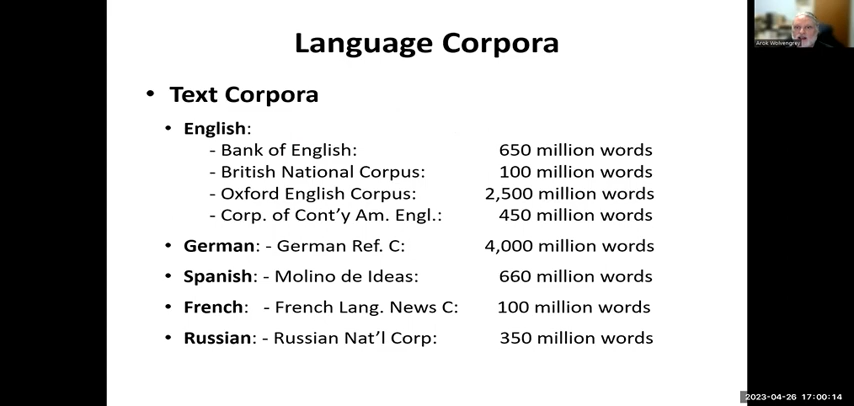 Language Corpora
• Text Corpora
• English:
- Bank of English: 650 million words
- British National Corpus: 100 million words
- Oxford English Corpus: 2,500 million words
- Corp. of Cont'y Am. Engl.: 450 million words
• German: - German Ref. C: 4,000 million words
• Spanish: - Molino de Ideas: 660 million words
• French: - French Lang. News C: 100 million words
• Russian: - Russian Nat'l Corp: 350 million words
Arok Wolvengrey
2023-04-26 17:00:14